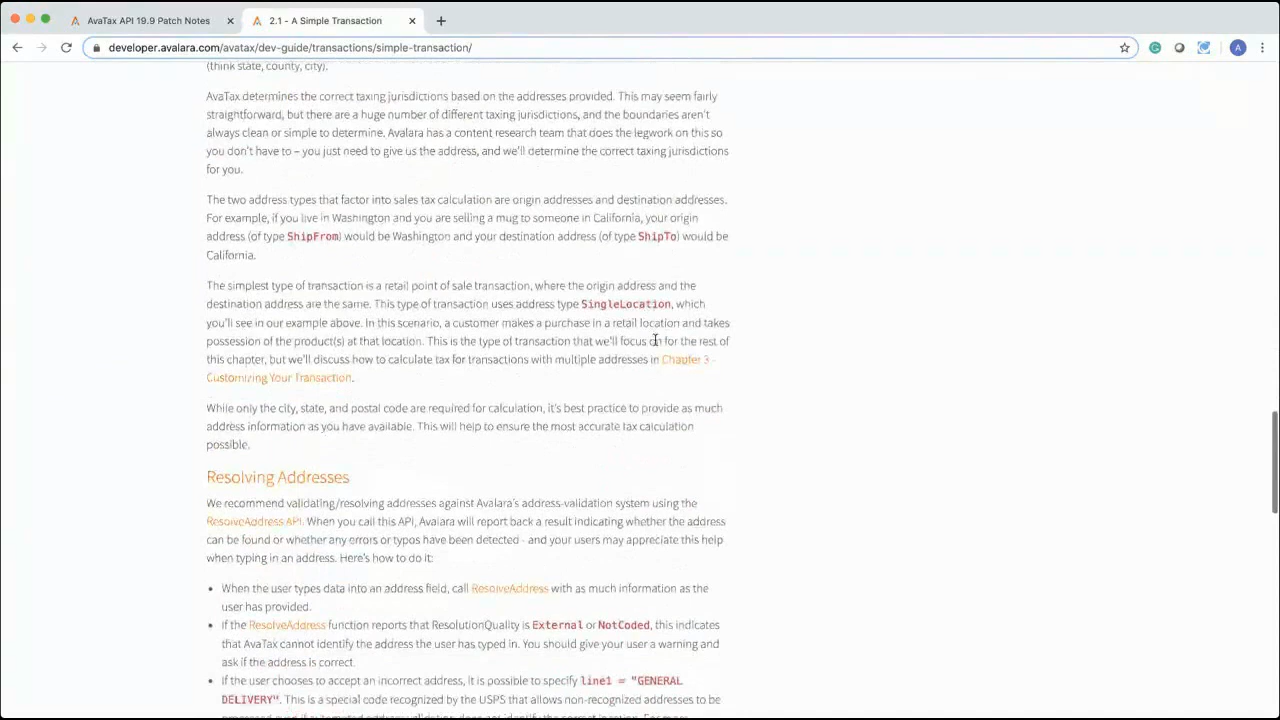 AvaTax API 19.9 Patch Notes
2.1 - A Simple Transaction
developer.avalara.com/avatax/dev-guide/transactions/simple-transaction/
A
(think state, county, city).
AvaTax determines the correct taxing jurisdictions based on the addresses provided. This may seem fairly
straightforward, but there are a huge number of different taxing jurisdictions, and the boundaries aren't
always clean or simple to determine. Avalara has a content research team that does the legwork on this so
you don't have to – you just need to give us the address, and we'll determine the correct taxing jurisdictions
for you.
The two address types that factor into sales tax calculation are origin addresses and destination addresses.
For example, if you live in Washington and you are selling a mug to someone in California, your origin
address (of type ShipFrom) would be Washington and your destination address (of type ShipTo) would be
California.
The simplest type of transaction is a retail point of sale transaction, where the origin address and the
destination address are the same. This type of transaction uses address type SingleLocation, which
you'll see in our example above. In this scenario, a customer makes a purchase in a retail location and takes
possession of the product(s) at that location. This is the type of transaction that we'll focus on for the rest of
this chapter, but we'll discuss how to calculate tax for transactions with multiple addresses in Chapter 3 -
Customizing Your Transaction.
While only the city, state, and postal code are required for calculation, it's best practice to provide as much
address information as you have available. This will help to ensure the most accurate tax calculation
possible.
Resolving Addresses
We recommend validating/resolving addresses against Avalara's address-validation system using the
ResolveAddress API. When you call this API, Avalara will report back a result indicating whether the address
can be found or whether any errors or typos have been detected - and your users may appreciate this help
when typing in an address. Here's how to do it:
When the user types data into an address field, call ResolveAddress with as much information as the
user has provided.
If the ResolveAddress function reports that ResolutionQuality is External or NotCoded, this indicates
that AvaTax cannot identify the address the user has typed in. You should give your user a warning and
ask if the address is correct.
If the user chooses to accept an incorrect address, it is possible to specify line1 = "GENERAL
DELIVERY". This is a special code recognized by the USPS that allows non-recognized addresses to be